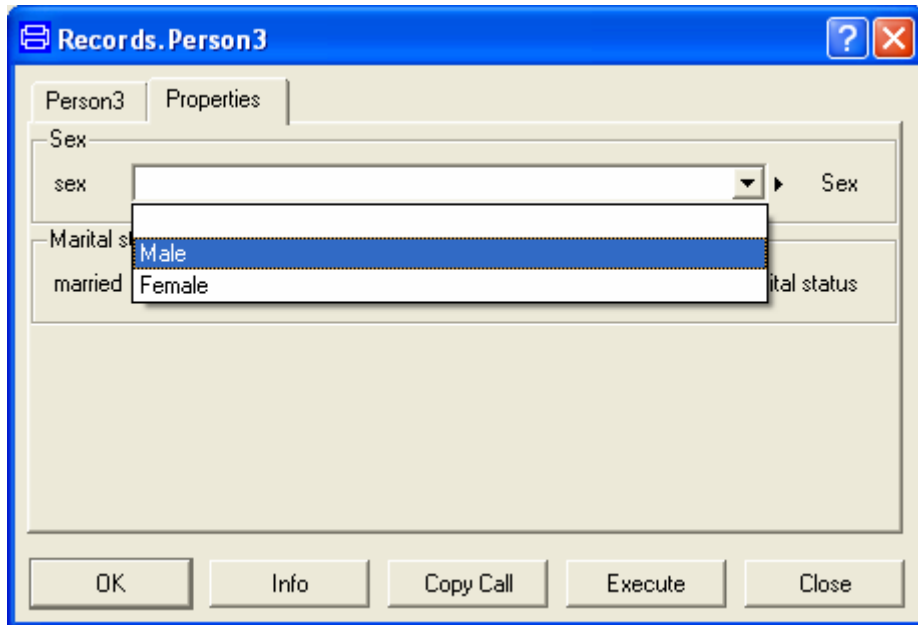 Records.Person3
Person3 Properties
Sex
sex Sex
Marital s
Male
married Female ital status
OK Info Copy Call Execute Close